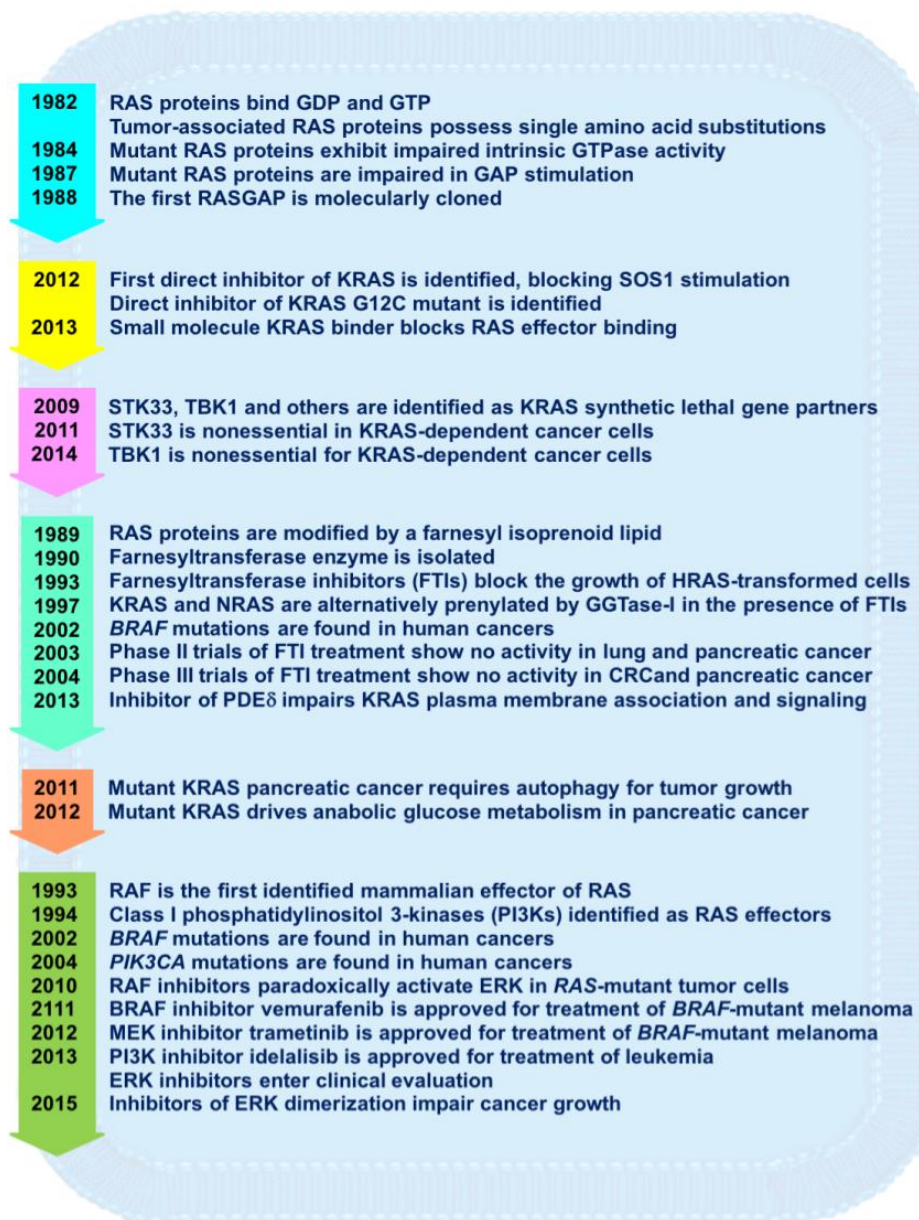 1982 RAS proteins bind GDP and GTP
Tumor-associated RAS proteins possess single amino acid substitutions
1984 Mutant RAS proteins exhibit impaired intrinsic GTPase activity
1987 Mutant RAS proteins are impaired in GAP stimulation
1988 The first RASGAP is molecularly cloned
2012 First direct inhibitor of KRAS is identified, blocking SOS1 stimulation
Direct inhibitor of KRAS G12C mutant is identified
2013 Small molecule KRAS binder blocks RAS effector binding
2009 STK33, TBK1 and others are identified as KRAS synthetic lethal gene partners
2011 STK33 is nonessential in KRAS-dependent cancer cells
2014 TBK1 is nonessential for KRAS-dependent cancer cells
1989 RAS proteins are modified by a farnesyl isoprenoid lipid
1990 Farnesyltransferase enzyme is isolated
1993 Farnesyltransferase inhibitors (FTIs) block the growth of HRAS-transformed cells
1997 KRAS and NRAS are alternatively prenylated by GGTase-I in the presence of FTIs
2002 BRAF mutations are found in human cancers
2003 Phase II trials of FTI treatment show no activity in lung and pancreatic cancer
2004 Phase III trials of FTI treatment show no activity in CRCand pancreatic cancer
2013 Inhibitor of PDEδ impairs KRAS plasma membrane association and signaling
2011 Mutant KRAS pancreatic cancer requires autophagy for tumor growth
2012 Mutant KRAS drives anabolic glucose metabolism in pancreatic cancer
1993 RAF is the first identified mammalian effector of RAS
1994 Class I phosphatidylinositol 3-kinases (PI3Ks) identified as RAS effectors
2002 BRAF mutations are found in human cancers
2004 PIK3CA mutations are found in human cancers
2010 RAF inhibitors paradoxically activate ERK in RAS-mutant tumor cells
2111 BRAF inhibitor vemurafenib is approved for treatment of BRAF-mutant melanoma
2012 MEK inhibitor trametinib is approved for treatment of BRAF-mutant melanoma
2013 PI3K inhibitor idelalisib is approved for treatment of leukemia
ERK inhibitors enter clinical evaluation
2015 Inhibitors of ERK dimerization impair cancer growth